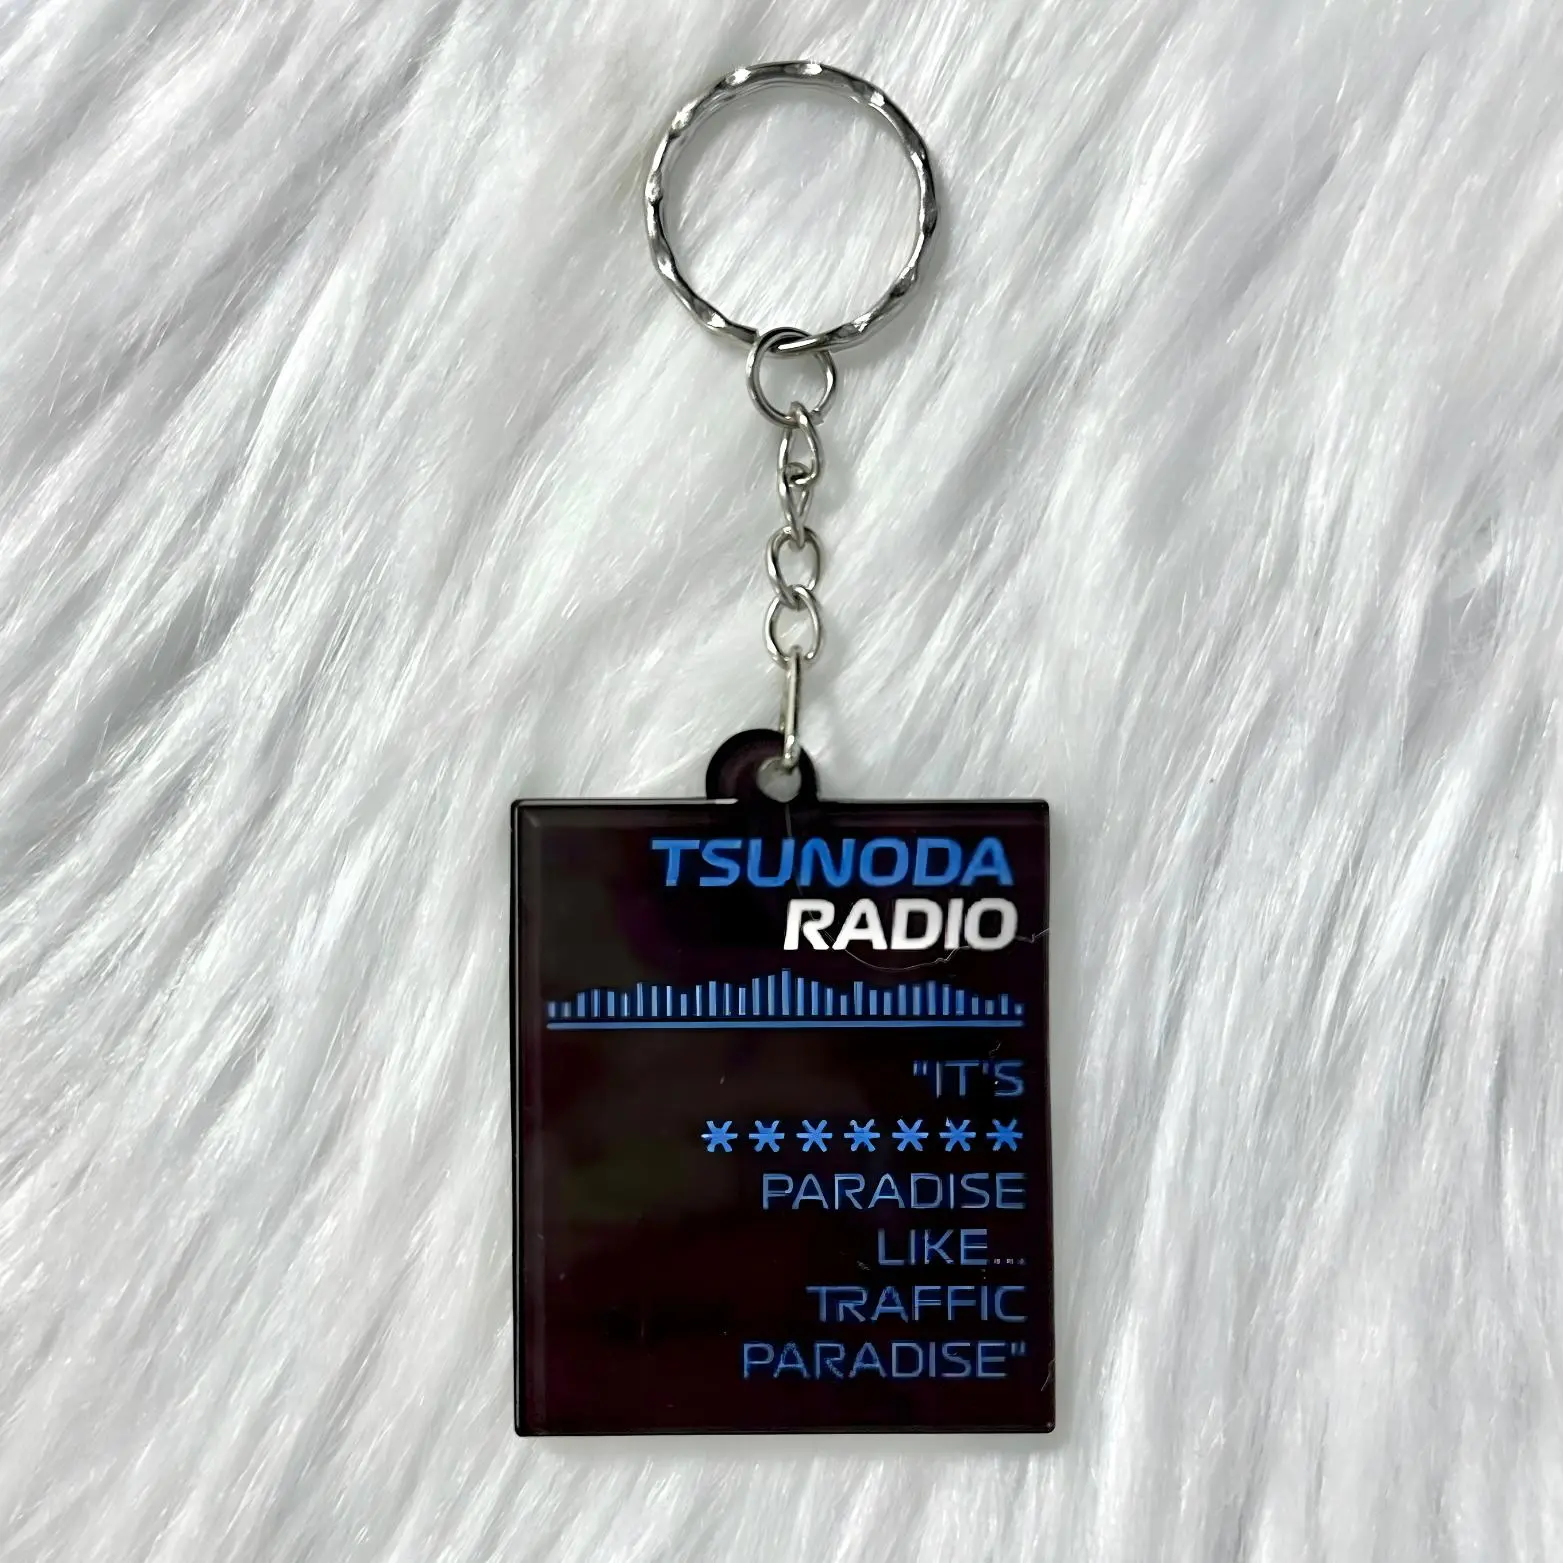 TSUNODA
RADIO
"IT'S
*******
PARADISE
LIKE...
TRAFFIC
PARADISE"